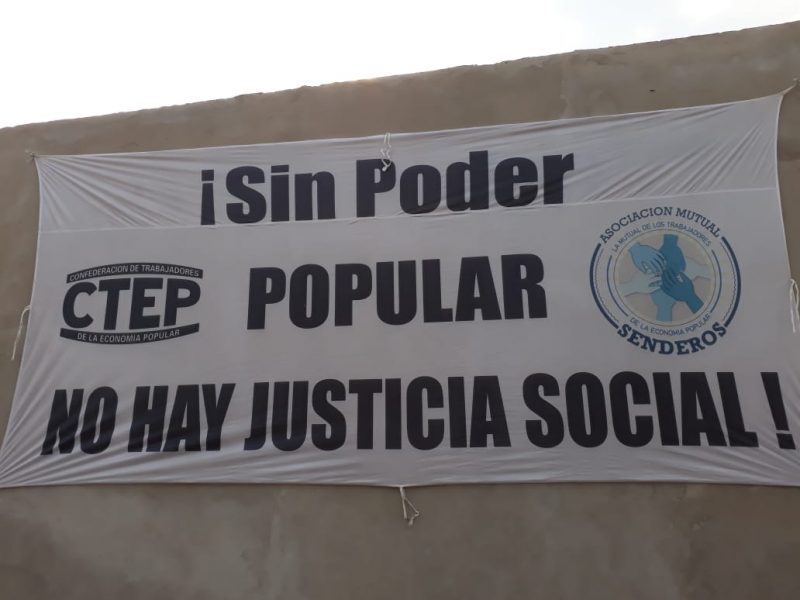 ¡Sin Poder
CONFEDERACION DE TRABAJADORES
CTEP
DE LA ECONOMIA POPULAR
POPULAR
ASOCIACION MUTUAL
LA MUTUAL DE LOS TRABAJADORES
DE LA ECONOMIA POPULAR
SENDEROS
NO HAY JUSTICIA SOCIAL !